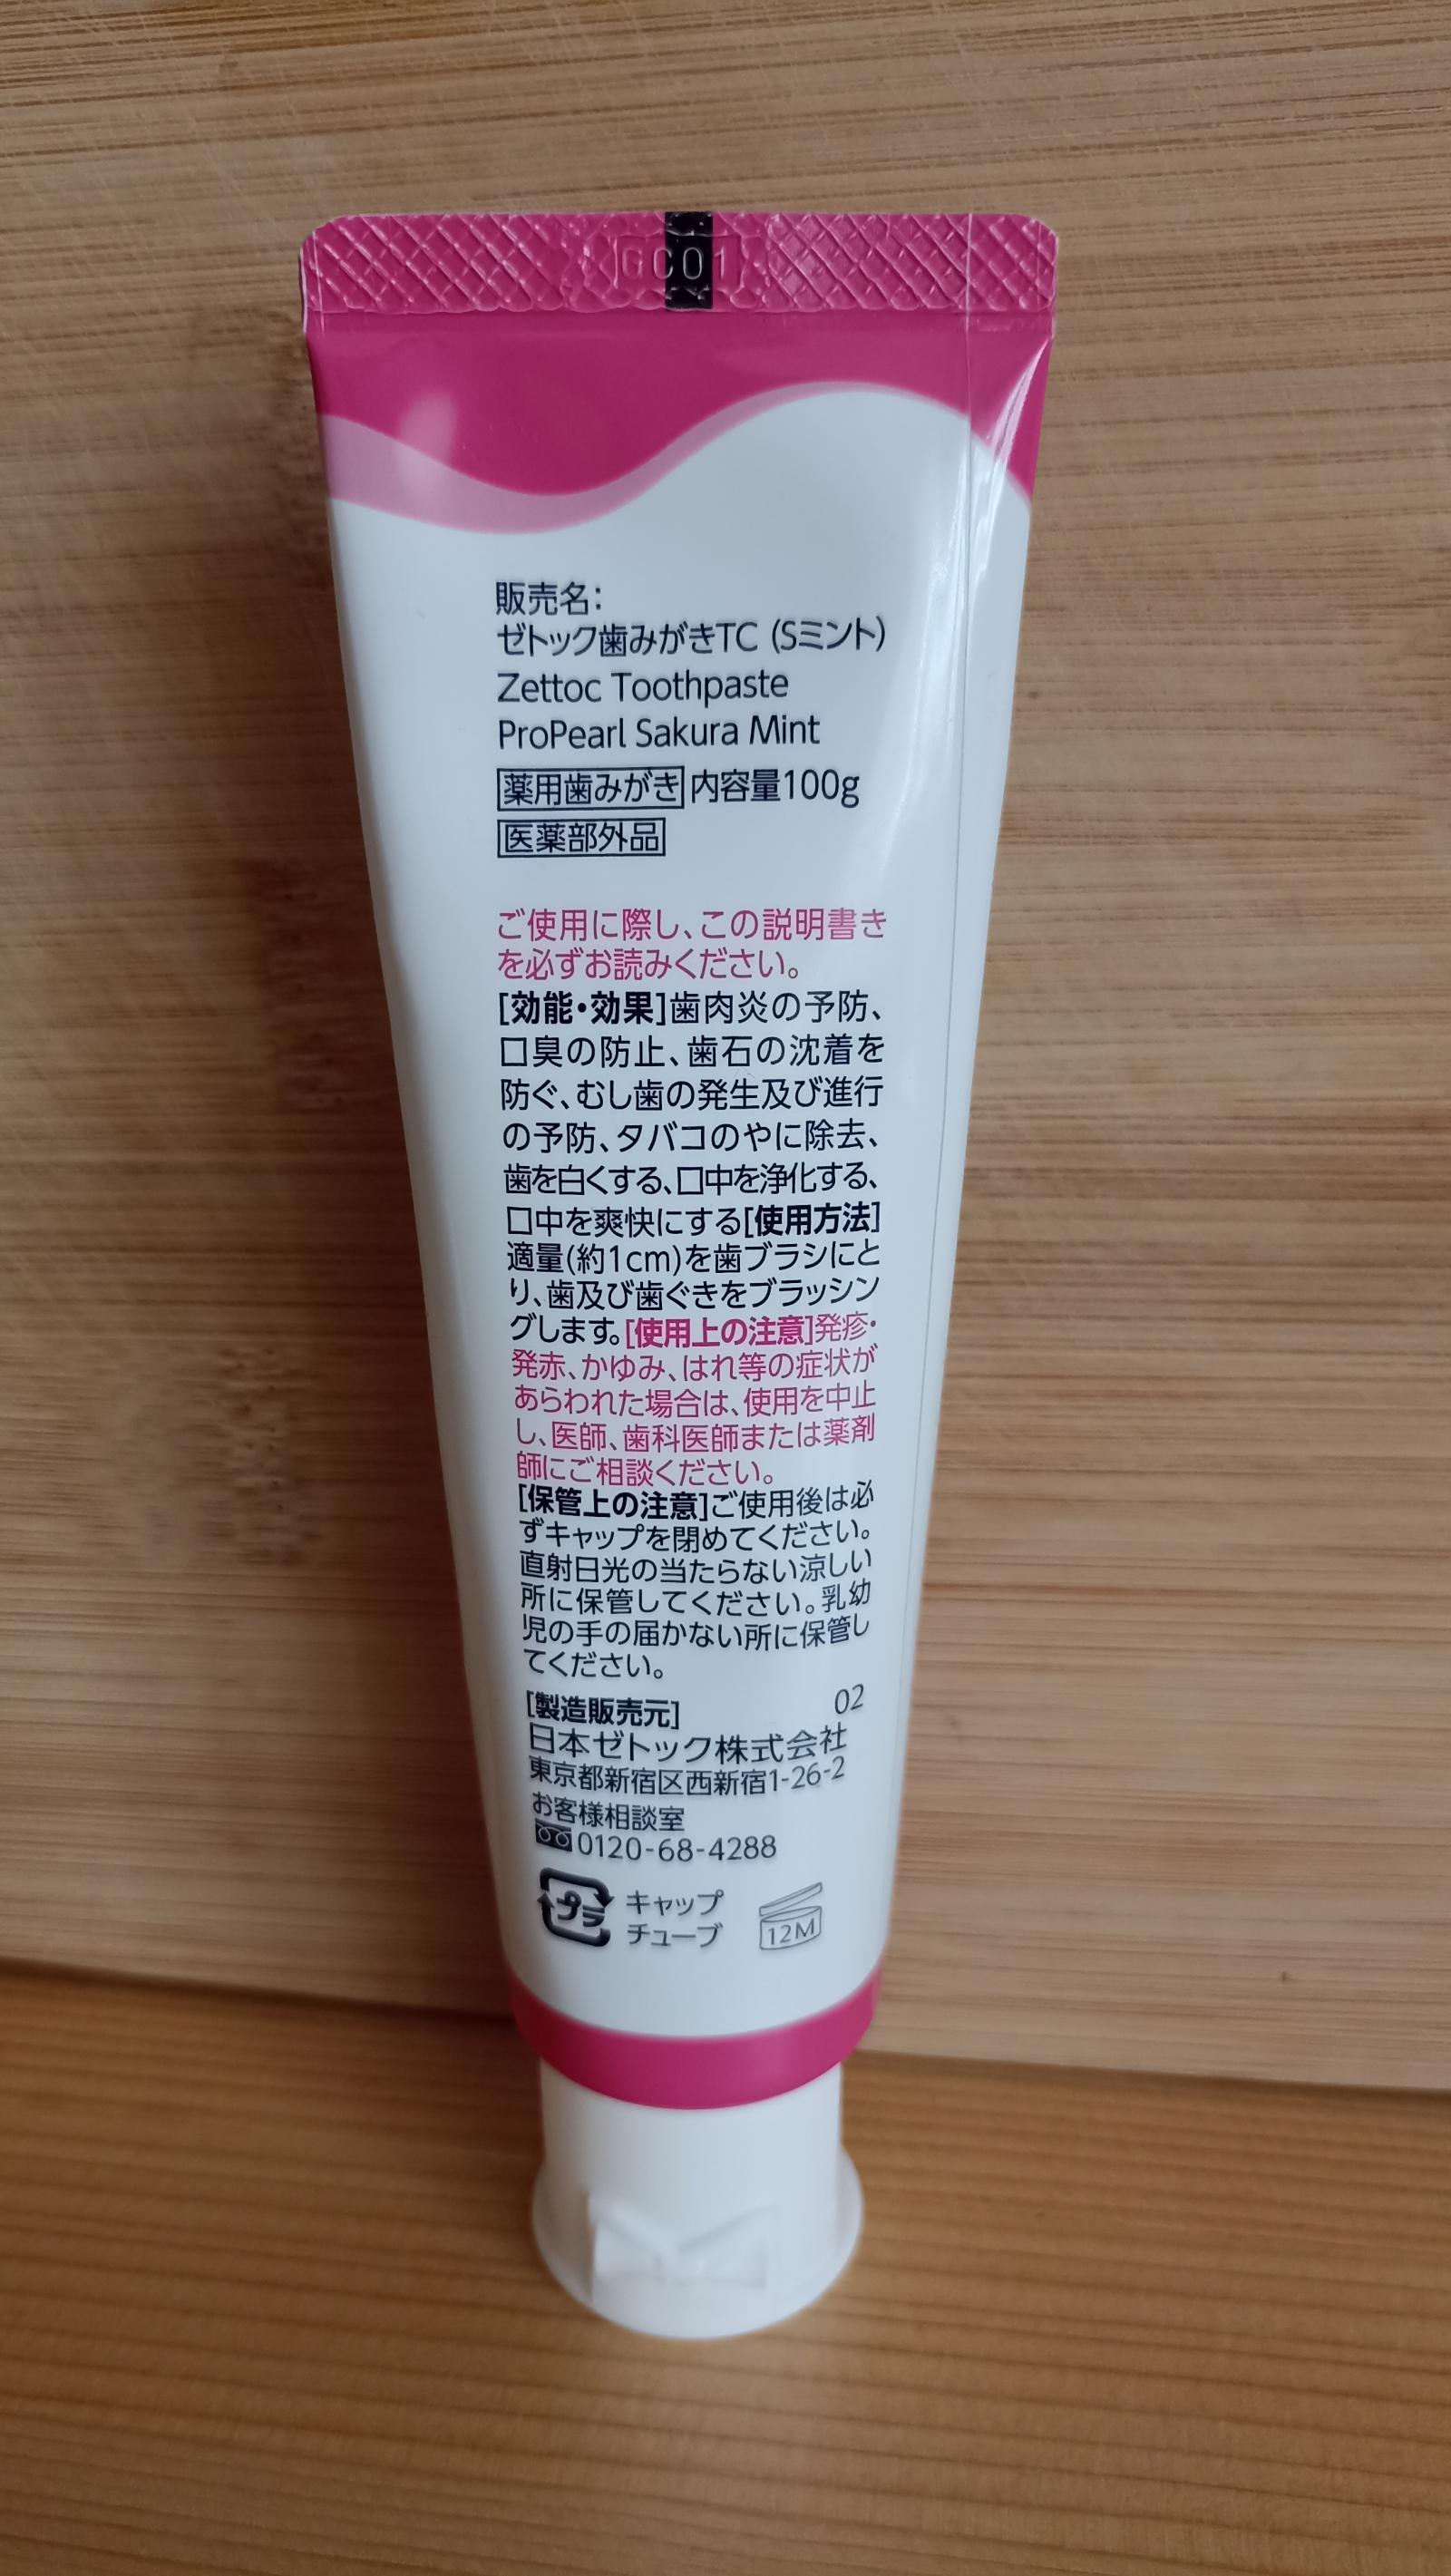 販売名:
ゼトック歯みがきTC (Sミント)
Zettoc Toothpaste
ProPearl Sakura Mint
薬用歯みがき 内容量100g
医薬部外品
ご使用に際し、この説明書き
を必ずお読みください。
[効能・効果]歯肉炎の予防、
口臭の防止、歯石の沈着を
防ぐ、むし歯の発生及び進行
の予防、タバコのやに除去、
歯を白くする、口中を浄化する、
口中を爽快にする[使用方法]
適量(約1cm)を歯ブラシにと
り、歯及び歯ぐきをブラッシン
グします。[使用上の注意]発疹・
発赤、かゆみ、はれ等の症状が
あらわれた場合は、使用を中止
し、医師、歯科医師または薬剤
師にご相談ください。
[保管上の注意]ご使用後は必
ずキャップを閉めてください。
直射日光の当たらない涼しい
所に保管してください。乳幼
児の手の届かない所に保管し
てください。
[製造販売元] 02
日本ゼトック株式会社
東京都新宿区西新宿1-26-2
お客様相談室
0120-68-4288
プラ キャップ
チューブ
12M